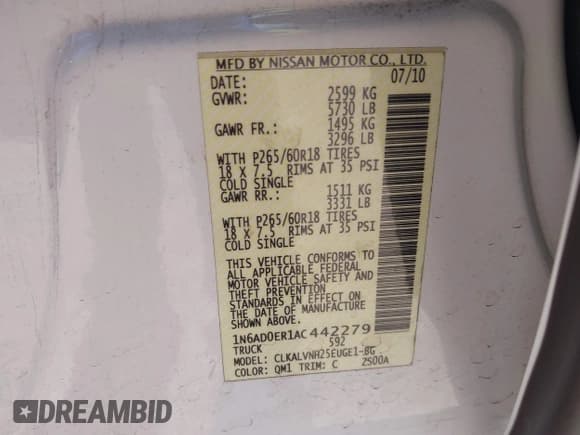 MFD BY NISSAN MOTOR CO., LTD.
DATE: 07/10
GVWR: 2599 KG
5730 LB
GAWR FR.: 1495 KG
3296 LB
WITH P265/60R18 TIRES
18 X 7.5 RIMS AT 35 PSI
COLD SINGLE
GAWR RR.: 1511 KG
3331 LB
WITH P265/60R18 TIRES
18 X 7.5 RIMS AT 35 PSI
COLD SINGLE
THIS VEHICLE CONFORMS TO
ALL APPLICABLE FEDERAL
MOTOR VEHICLE SAFETY AND
THEFT PREVENTION
STANDARDS IN EFFECT ON
THE DATE OF MANUFACTURE
1N6AD0ER1AC442279
TRUCK 592
MODEL: CLKALVNH25EUGE1-BG
COLOR: QM1 TRIM: C 2500A
DREAMBID